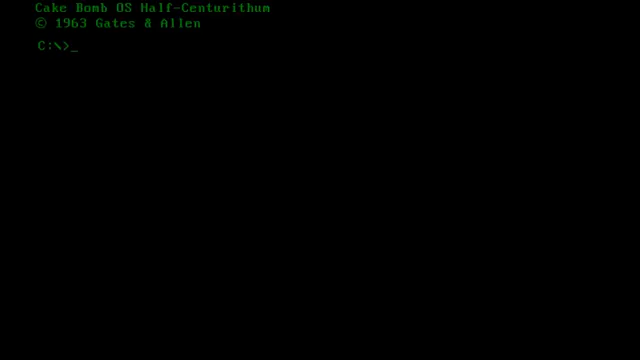 Cake Bomb OS Half-Centurithum
© 1963 Gates & Allen
C:\>_